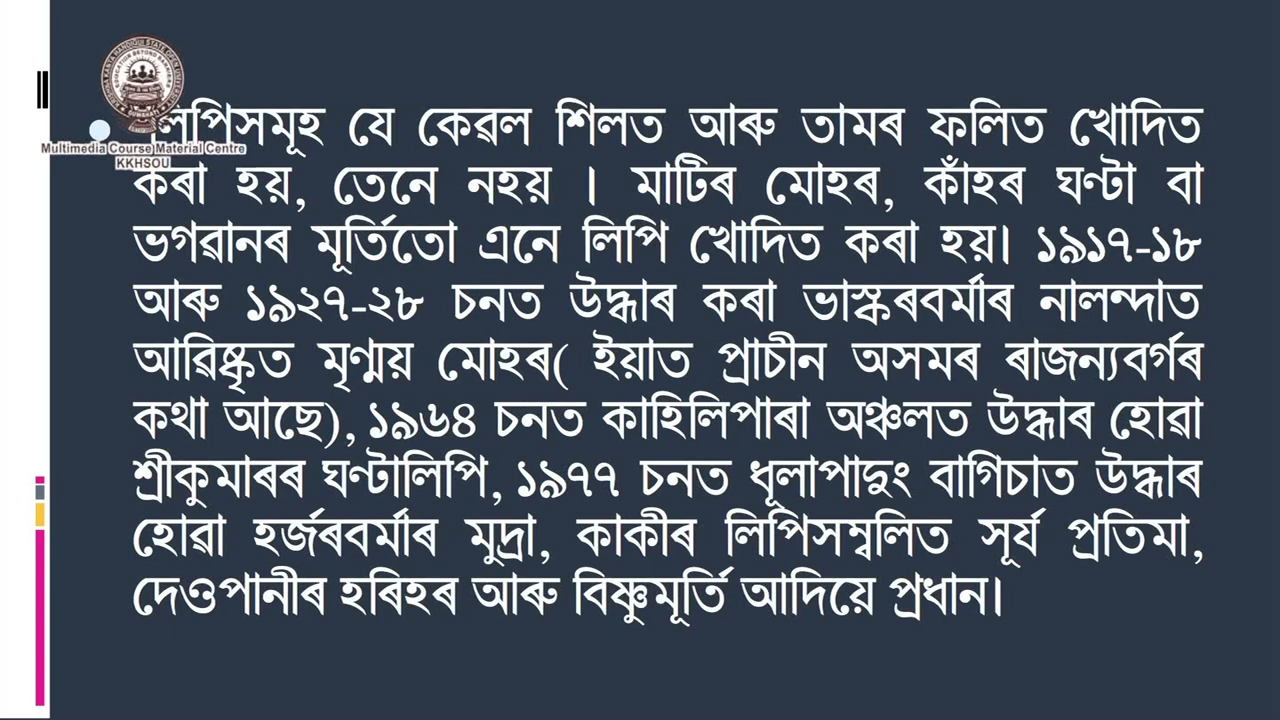 Multimedia Course Material Centre
KKHSOU
লিপিসমূহ যে কেৱল শিলত আৰু তামৰ ফলিত খোদিত
কৰা হয়, তেনে নহয় । মাটিৰ মোহৰ, কাঁহৰ ঘণ্টা বা
ভগৱানৰ মূৰ্তিতো এনে লিপি খোদিত কৰা হয়। ১৯১৭-১৮
আৰু ১৯২৭-২৮ চনত উদ্ধাৰ কৰা ভাস্কৰবৰ্মাৰ নালন্দাত
আৱিষ্কৃত মৃণ্ময় মোহৰ( ইয়াত প্ৰাচীন অসমৰ ৰাজন্যবৰ্গৰ
কথা আছে), ১৯৬৪ চনত কাহিলিপাৰা অঞ্চলত উদ্ধাৰ হোৱা
শ্ৰীকুমাৰৰ ঘণ্টালিপি, ১৯৭৭ চনত ধূলাপাদুং বাগিচাত উদ্ধাৰ
হোৱা হৰ্জৰবৰ্মাৰ মুদ্ৰা, কাকীৰ লিপিসম্বলিত সূৰ্য প্ৰতিমা,
দেওপানীৰ হৰিহৰ আৰু বিষ্ণুমূৰ্তি আদিয়ে প্ৰধান।